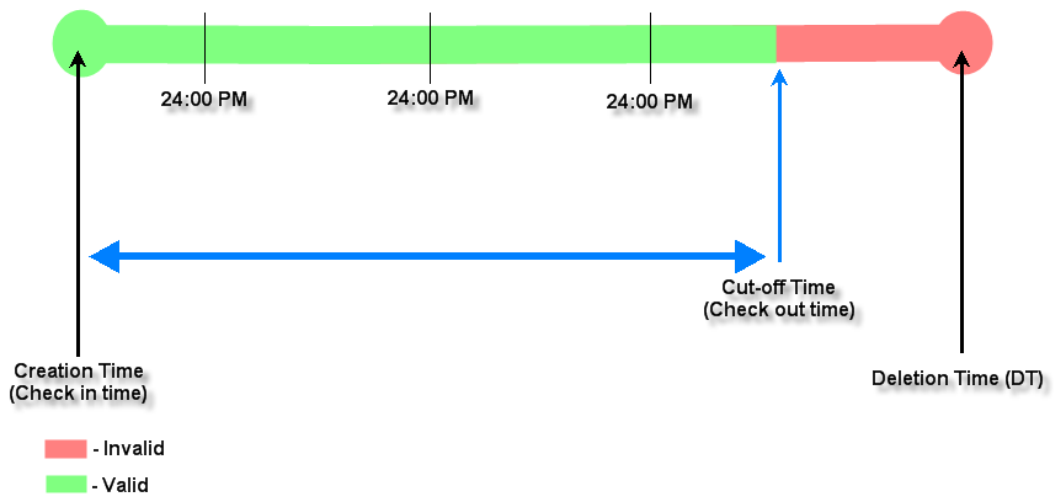 24:00 PM
24:00 PM
24:00 PM
Cut-off Time
(Check out time)
Creation Time
(Check in time)
Deletion Time (DT)
- Invalid
- Valid